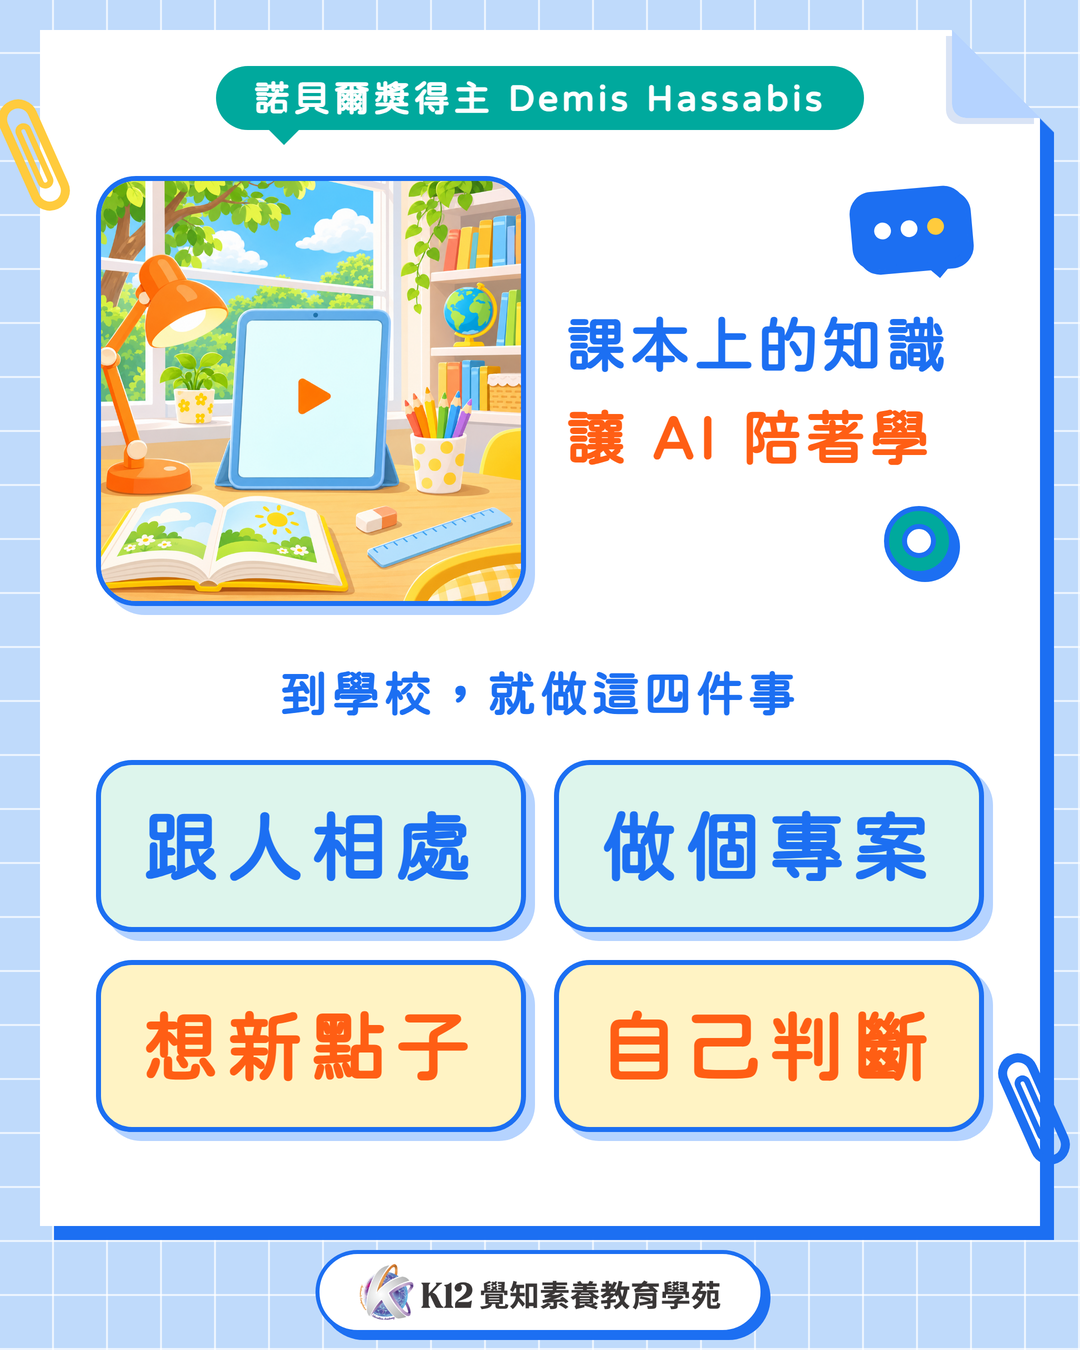 諾貝爾獎得主 Demis Hassabis
課本上的知識
讓 AI 陪著學
到學校，就做這四件事
跟人相處
做個專案
想新點子
自己判斷
K12 覺知素養教育學苑